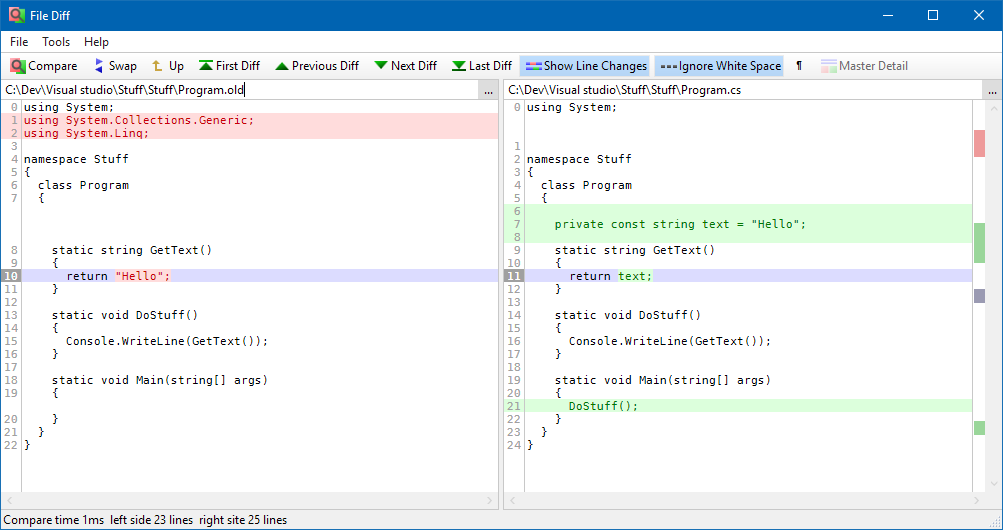 File Diff
File Tools Help
Compare Swap Up First Diff Previous Diff Next Diff Last Diff Show Line Changes Ignore White Space ¶ Master Detail
C:\Dev\Visual studio\Stuff\Stuff\Program.old ...
0 using System;
1 using System.Collections.Generic;
2 using System.Linq;
3
4 namespace Stuff
5 {
6 class Program
7 {
8 static string GetText()
9 {
10 return "Hello";
11 }
12
13 static void DoStuff()
14 {
15 Console.WriteLine(GetText());
16 }
17
18 static void Main(string[] args)
19 {
20 }
21 }
22 }
C:\Dev\Visual studio\Stuff\Stuff\Program.cs ...
0 using System;
1
2 namespace Stuff
3 {
4 class Program
5 {
6
7 private const string text = "Hello";
8
9 static string GetText()
10 {
11 return text;
12 }
13
14 static void DoStuff()
15 {
16 Console.WriteLine(GetText());
17 }
18
19 static void Main(string[] args)
20 {
21 DoStuff();
22 }
23 }
24 }
Compare time 1ms left side 23 lines right site 25 lines